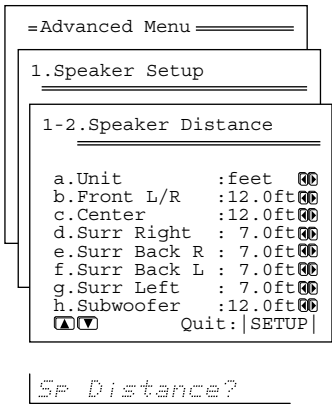 =Advanced Menu
1.Speaker Setup
1-2.Speaker Distance
a.Unit :feet
b.Front L/R :12.0ft
c.Center :12.0ft
d.Surr Right : 7.0ft
e.Surr Back R : 7.0ft
f.Surr Back L : 7.0ft
g.Surr Left : 7.0ft
h.Subwoofer :12.0ft
Quit:|SETUP|
Sp Distance?